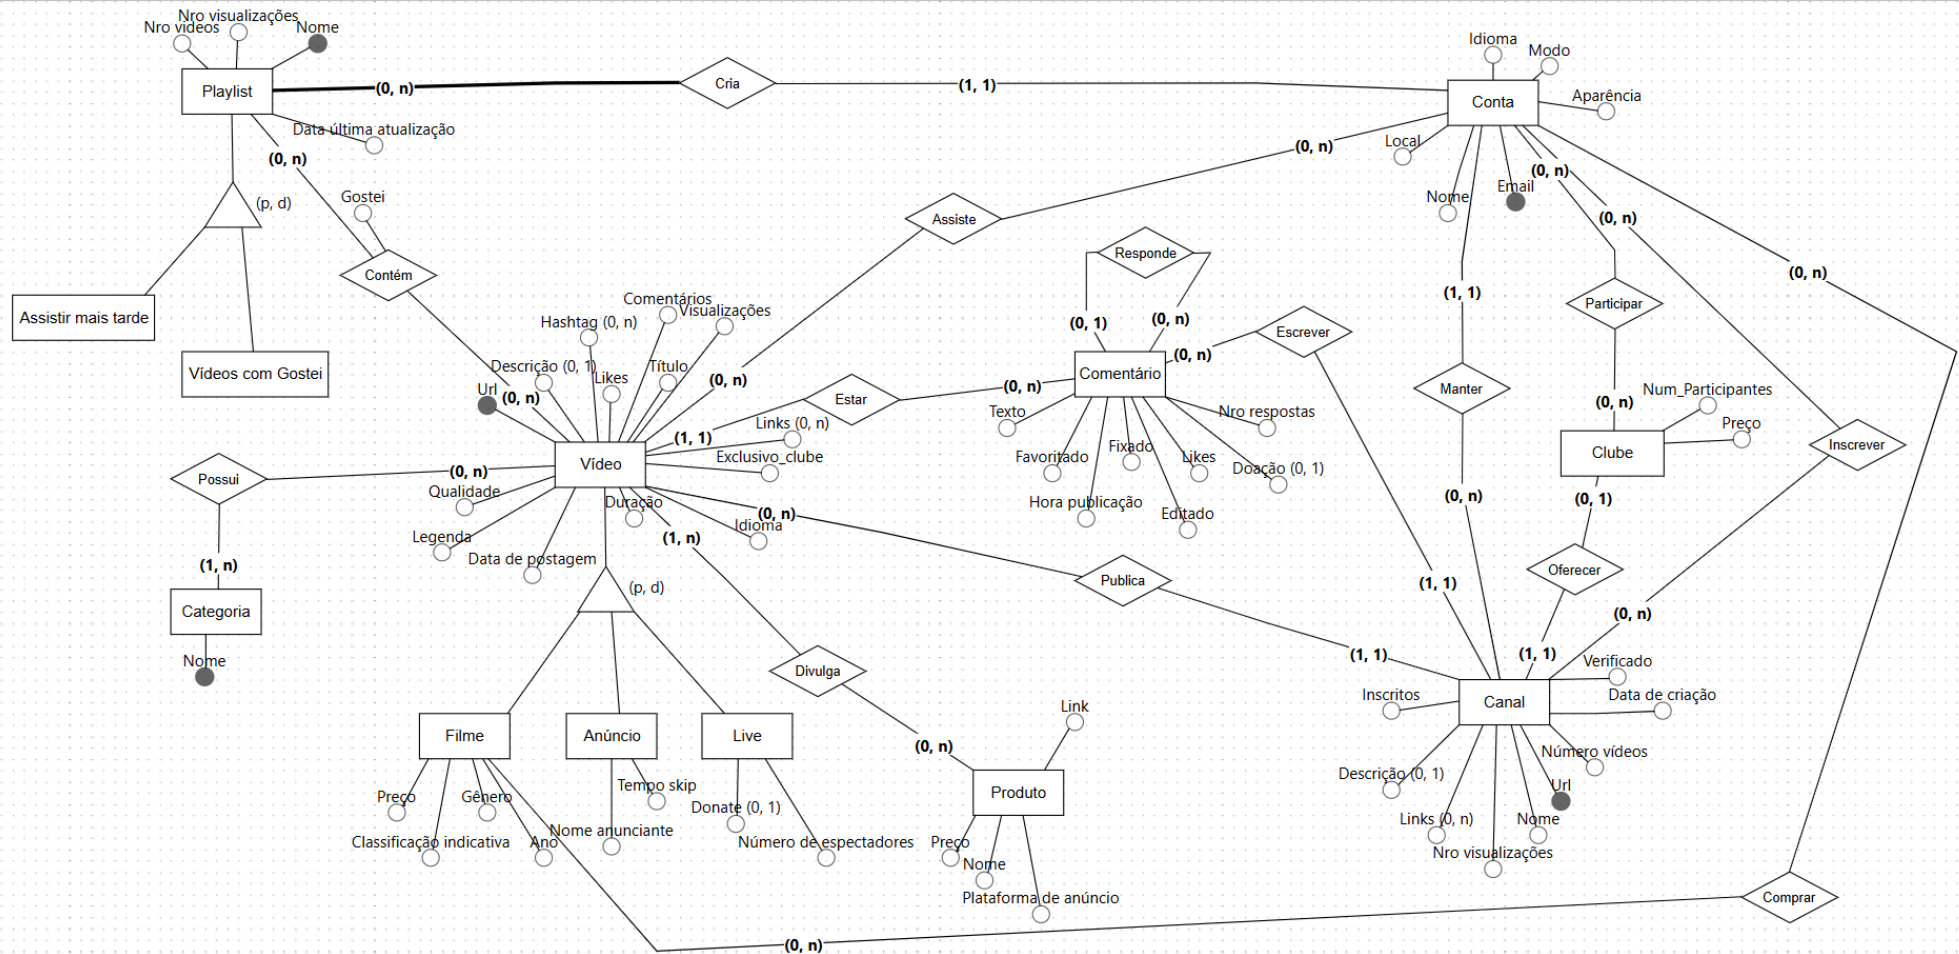 Nro visualizações
Nro videos
Nome
Playlist
(0, n)
Cria
(1, 1)
Idioma
Modo
Conta
Aparência
Data última atualização
(0, n)
Local
(0, n)
(0, n)
Nome
Email
(p, d)
Gostei
Assiste
(0, n)
Contém
Responde
(0, n)
(1, 1)
Participar
Assistir mais tarde
Comentários
Visualizações
Hashtag (0, n)
(0, 1)
(0, n)
Escrever
(0, n)
Vídeos com Gostei
Descrição (0, 1)
Likes
Título
(0, n)
Comentário
(0, n)
Manter
Url
(0, n)
Estar
(0, n)
Num_Participantes
Texto
Nro respostas
Links (0, n)
Preço
(1, 1)
Fixado
Inscrever
Favoritado
Likes
Doação (0, 1)
Clube
Exclusivo_clube
Vídeo
(0, n)
Possui
Qualidade
Duração
(0, n)
Idioma
Hora publicação
Editado
(0, n)
(0, 1)
Legenda
(1, n)
Data de postagem
(1, n)
(p, d)
Publica
(1, 1)
Oferecer
Categoria
(0, n)
Nome
(1, 1)
(1, 1)
Verificado
Divulga
Inscritos
Canal
Data de criação
Link
Filme
Anúncio
Live
(0, n)
Número vídeos
Descrição (0, 1)
Url
Preço
Gênero
Tempo skip
Donate (0, 1)
Produto
Links (0, n)
Nome
Classificação indicativa
Ano
Nome anunciante
Número de espectadores
Preço
Nome
Nro visualizações
Plataforma de anúncio
Comprar
(0, n)